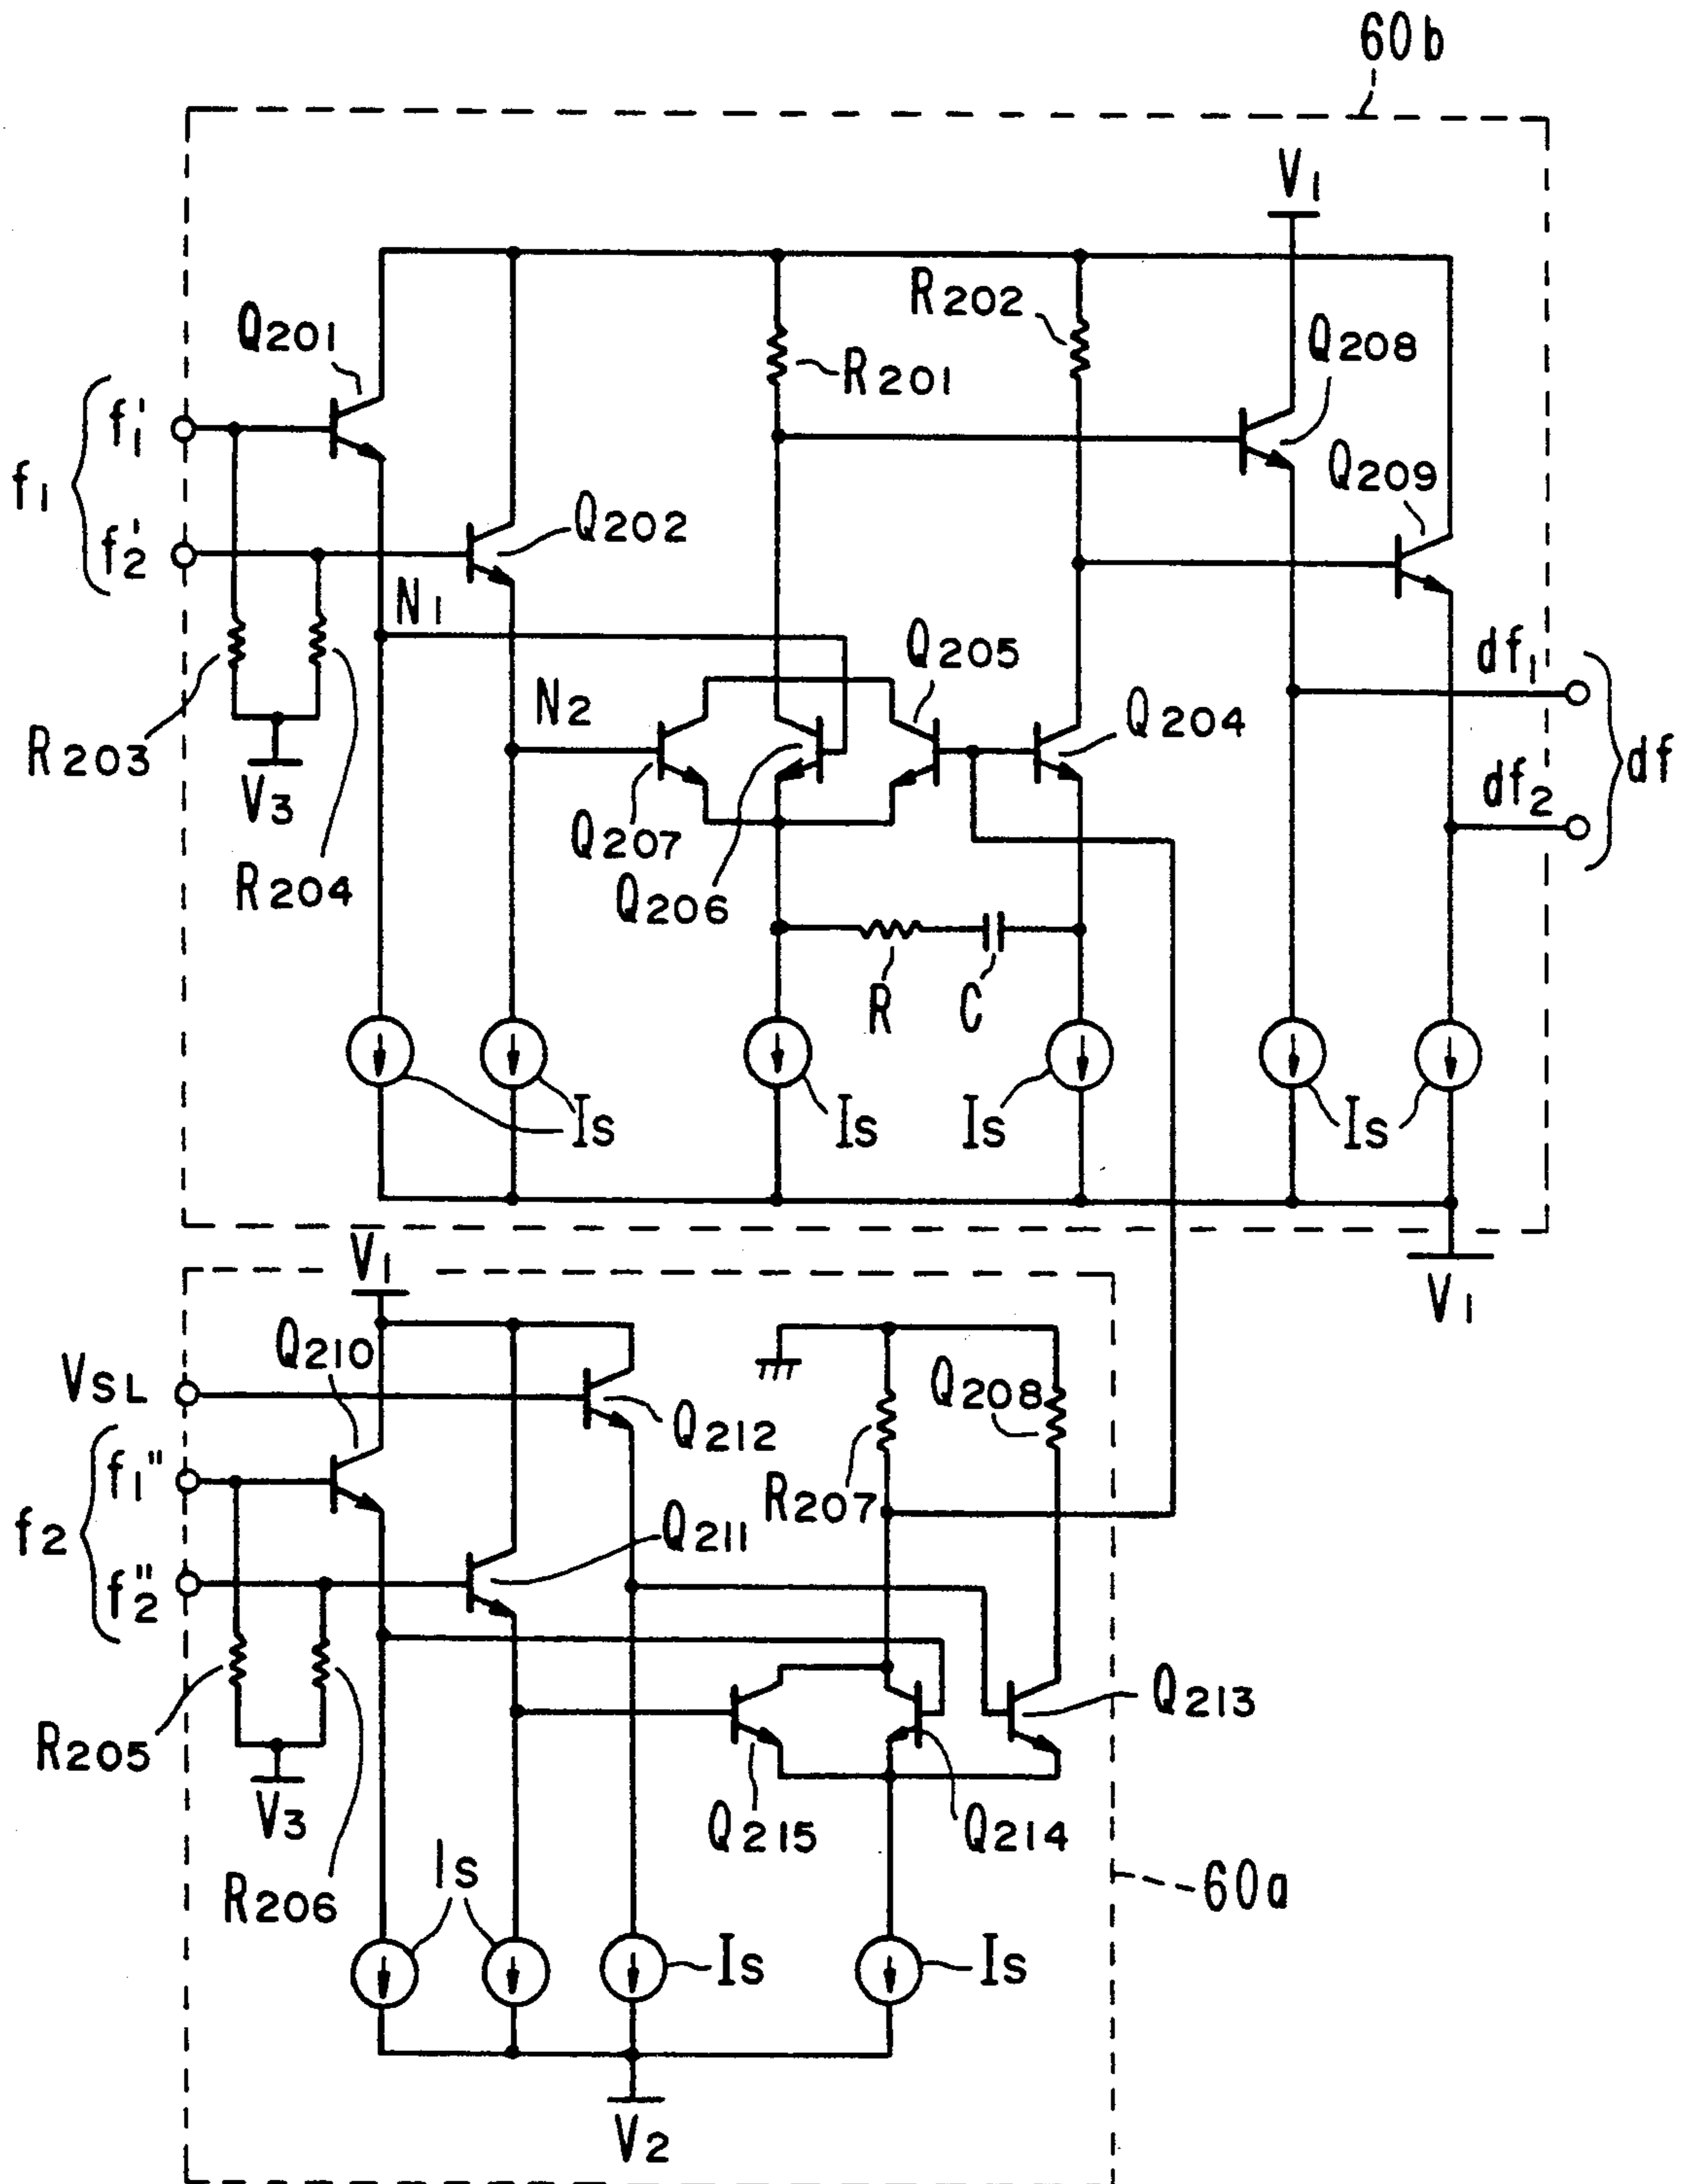 60b
V1
R202
Q201
Q208
R201
f1'
Q209
f1
f2'
Q202
N1
Q205
df1
N2
Q204
R203
df
V3
df2
Q207
R204
Q206
R
C
Is
Is
Is
Is
V1
V1
Q210
VSL
Q208
Q212
f1"
R207
f2
Q211
f2"
Q213
R205
V3
Q215
Q214
Is
60a
R206
Is
Is
V2